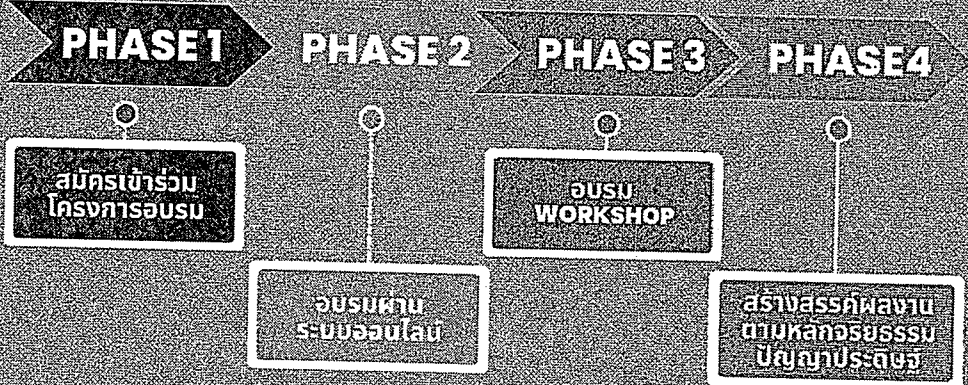 PHASE 1
PHASE 2
PHASE 3
PHASE 4
สมัครเข้าร่วม
โครงการอบรม
อบรมผ่าน
ระบบออนไลน์
อบรม
WORKSHOP
สร้างสรรค์ผลงาน
ตามหลักจริยธรรม
ปัญญาประดิษฐ์